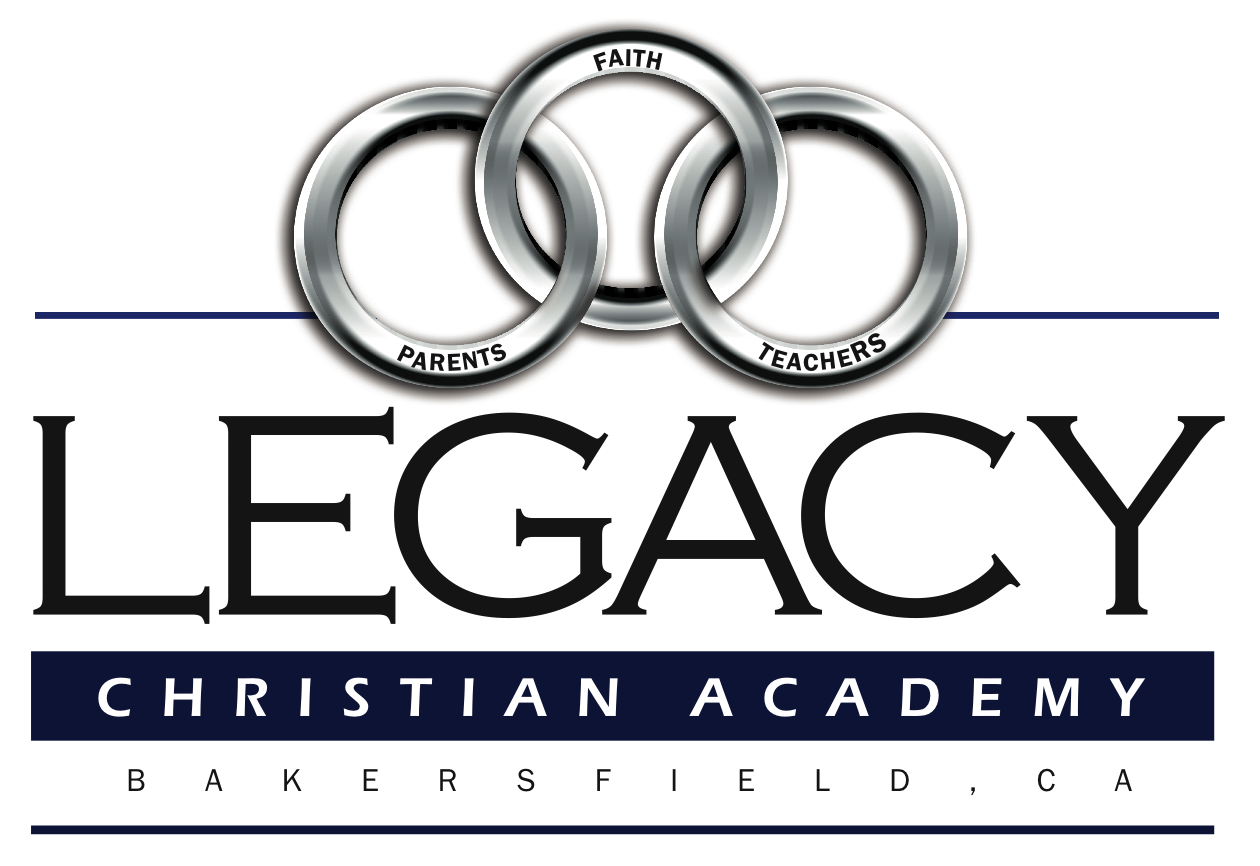 FAITH
PARENTS
TEACHERS
LEGACY
CHRISTIAN ACADEMY
BAKERSFIELD, CA